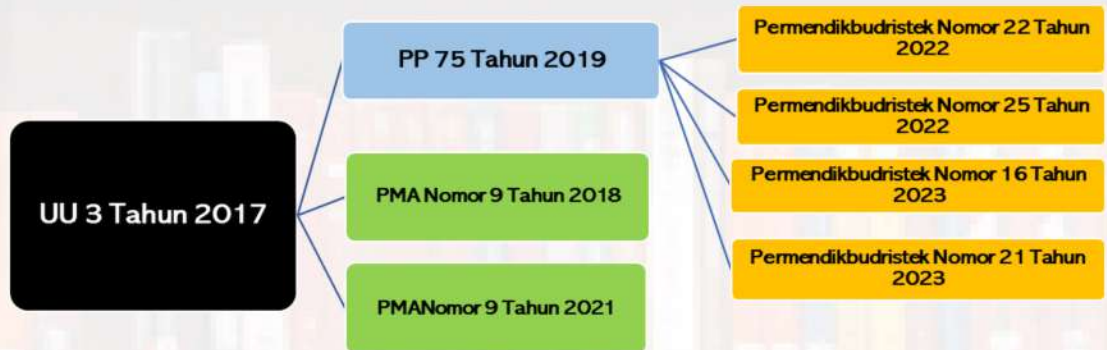 UU 3 Tahun 2017
PP 75 Tahun 2019
PMA Nomor 9 Tahun 2018
PMANomor 9 Tahun 2021
Permendikbudristek Nomor 22 Tahun
2022
Permendikbudristek Nomor 25 Tahun
2022
Permendikbudristek Nomor 16 Tahun
2023
Permendikbudristek Nomor 21 Tahun
2023